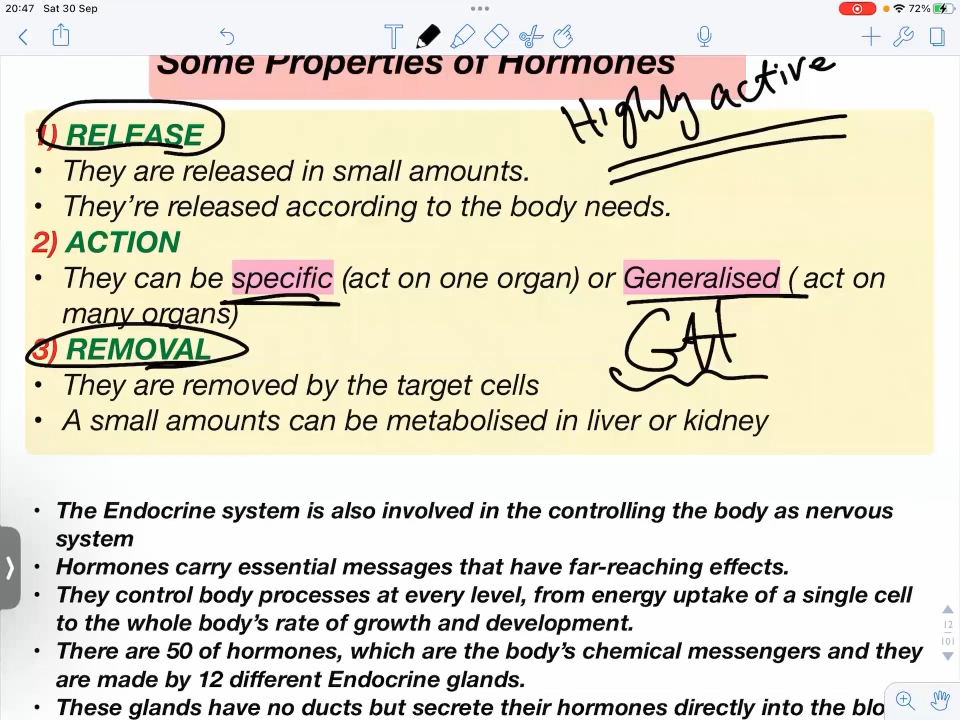 20:47 Sat 30 Sep
72%
T
Some Properties of Hormones
Highly active
1) RELEASE
• They are released in small amounts.
• They’re released according to the body needs.
2) ACTION
• They can be specific (act on one organ) or Generalised ( act on
many organs)
GH
3) REMOVAL
• They are removed by the target cells
• A small amounts can be metabolised in liver or kidney
• The Endocrine system is also involved in the controlling the body as nervous
system
• Hormones carry essential messages that have far-reaching effects.
• They control body processes at every level, from energy uptake of a single cell
to the whole body’s rate of growth and development.
• There are 50 of hormones, which are the body’s chemical messengers and they
are made by 12 different Endocrine glands.
• These glands have no ducts but secrete their hormones directly into the blo
12
101